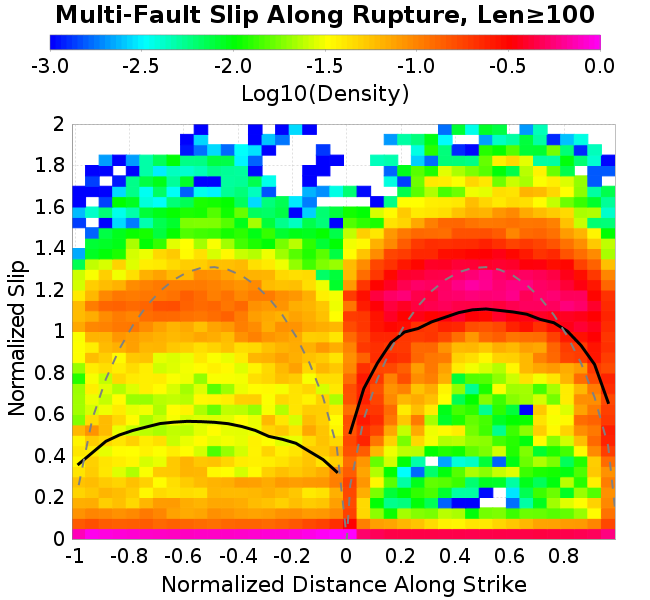 Multi-Fault Slip Along Rupture, Len≥100
-3.0 -2.5 -2.0 -1.5 -1.0 -0.5 0.0
Log10(Density)
2
1.8
1.6
1.4
1.2
1
0.8
0.6
0.4
0.2
0
Normalized Slip
-1 -0.8 -0.6 -0.4 -0.2 0 0.2 0.4 0.6 0.8
Normalized Distance Along Strike